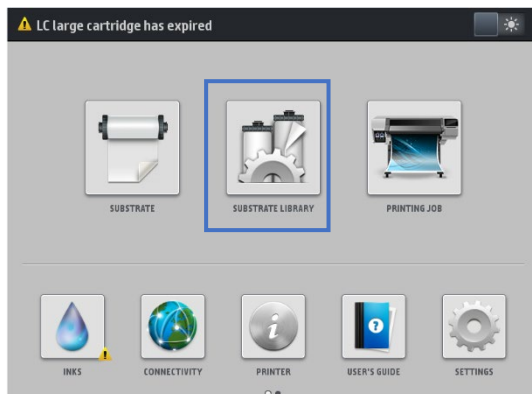 LC large cartridge has expired
SUBSTRATE
SUBSTRATE LIBRARY
PRINTING JOB
INKS
CONNECTIVITY
PRINTER
USER'S GUIDE
SETTINGS